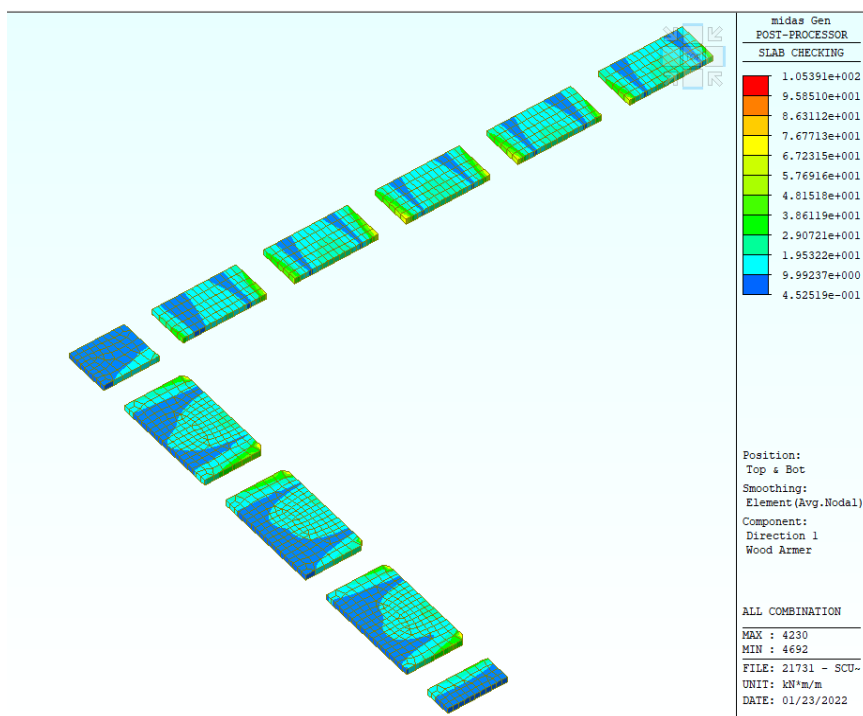 midas Gen
POST-PROCESSOR
SLAB CHECKING
1.05391e+002
9.58510e+001
8.63112e+001
7.67713e+001
6.72315e+001
5.76916e+001
4.81518e+001
3.86119e+001
2.90721e+001
1.95322e+001
9.99237e+000
4.52519e-001
Position:
Top & Bot
Smoothing:
Element(Avg.Nodal)
Component:
Direction 1
Wood Armer
ALL COMBINATION
MAX : 4230
MIN : 4692
FILE: 21731 - SCU~
UNIT: kN*m/m
DATE: 01/23/2022